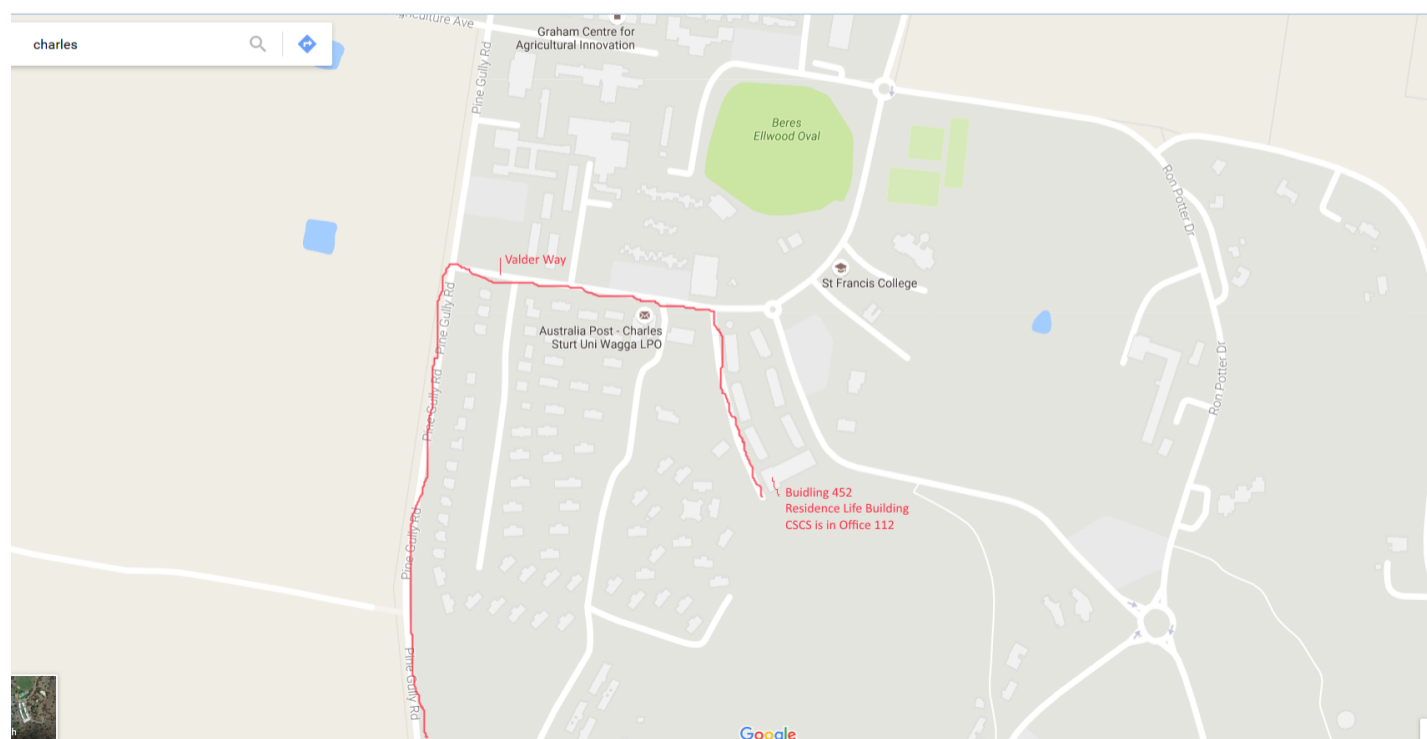 charles
Graham Centre for
Agricultural Innovation
Pine Gully Rd
Beres
Ellwood Oval
Ron Potter Dr
Valder Way
St Francis College
Pine Gully Rd
Australia Post - Charles
Sturt Uni Wagga LPO
Pine Gully Rd
Ron Potter Dr
Buidling 452
Residence Life Building
CSCS is in Office 112
Pine Gully Rd
Pine Gully Rd
Google